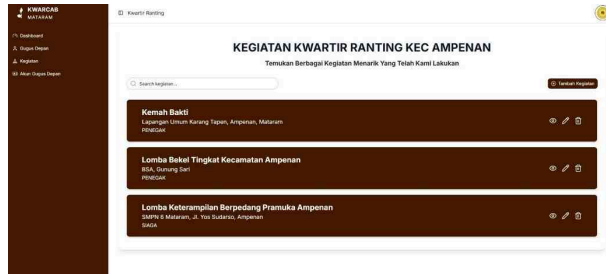 KWARCAB
MATARAM
Dashboard
Gugus Depan
Kegiatan
Akun Gugus Depan
Kwartir Ranting
KEGIATAN KWARTIR RANTING KEC AMPENAN
Temukan Berbagai Kegiatan Menarik Yang Telah Kami Lakukan
Search kegiatan...
Tambah Kegiatan
Kemah Bakti
Lapangan Umum Karang Tapen, Ampenan, Mataram
PENEGAK
Lomba Bekel Tingkat Kecamatan Ampenan
BSA, Gunung Sari
PENEGAK
Lomba Keterampilan Berpedang Pramuka Ampenan
SMPN 6 Mataram, Jl. Yos Sudarso, Ampenan
SIAGA